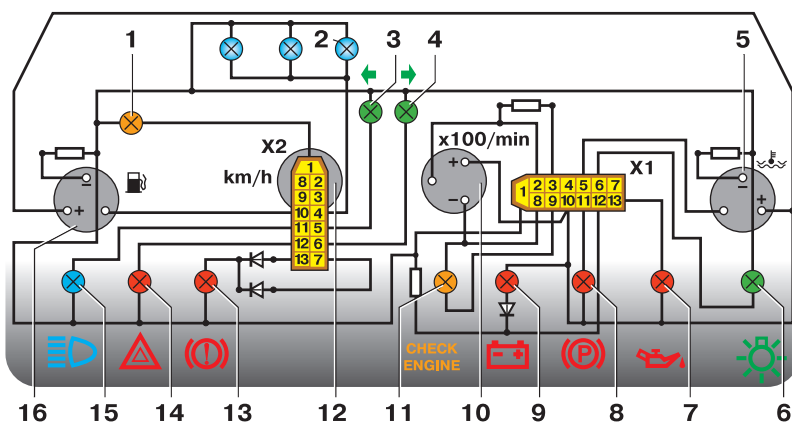 1 2 3 4 5
x100/min
X2 X1
km/h
1
8 2
9 3
10 4
11 5
12 6
13 7
1 2 3 4 5 6 7
8 9 10 11 12 13
− + − − +
+
CHECK
ENGINE
− +
P
16 15 14 13 12 11 10 9 8 7 6